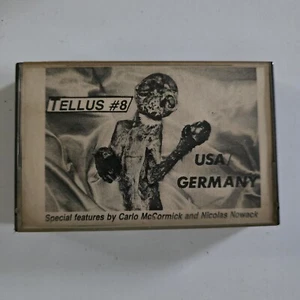 TELLUS #8
USA/
GERMANY
Special features by Carlo McCormick and Nicolas Nowack